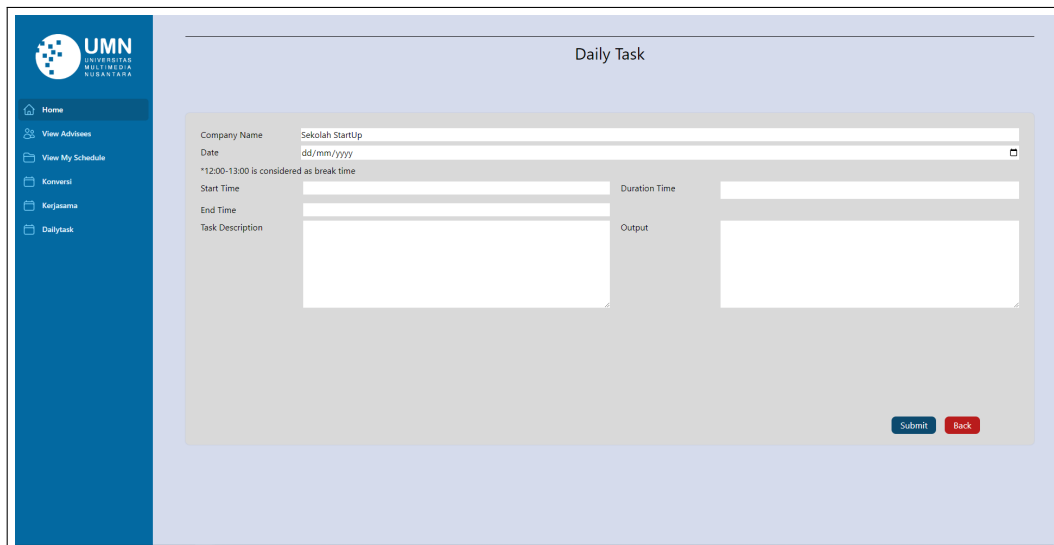 UMN
UNIVERSITAS
MULTIMEDIA
NUSANTARA
Home
View Advisees
View My Schedule
Konversi
Kerjasama
Dailytask
Daily Task
Company Name Sekolah StartUp
Date dd/mm/yyyy
*12:00-13:00 is considered as break time
Start Time Duration Time
End Time
Task Description Output
Submit Back